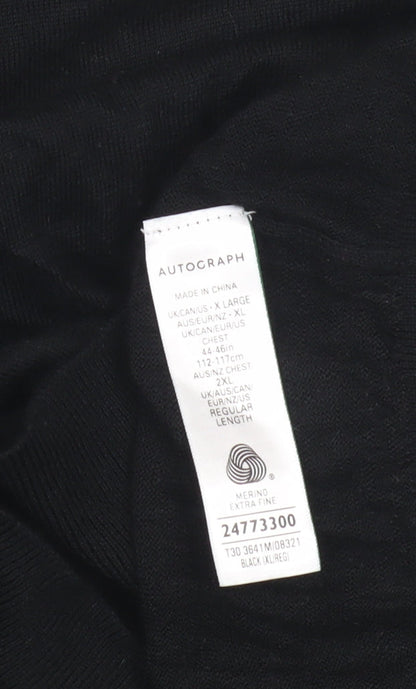 AUTOGRAPH
MADE IN CHINA
UK/CAN/US - X LARGE
AUS/EUR/NZ - XL
UK/CAN/EUR/US
CHEST
44-46in
112-117cm
AUS/NZ CHEST
2XL
UK/AUS/CAN/
EUR/NZ/US
REGULAR
LENGTH
®
MERINO
EXTRA FINE
24773300
T30 3641M/08321
BLACK (XL:REG)